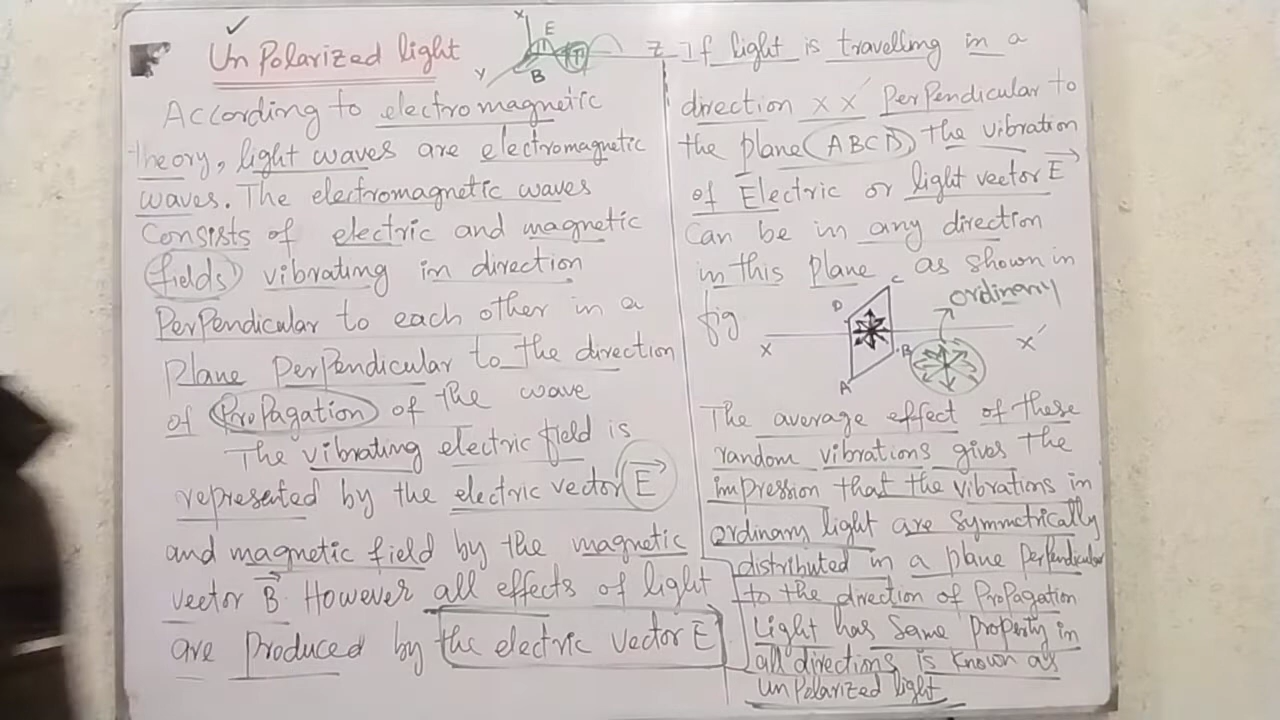 Un Polarized light
X E
Z
Y B
According to electromagnetic
theory, light waves are electromagnetic
waves. The electromagnetic waves
Consists of electric and magnetic
fields vibrating in direction
Perpendicular to each other in a
Plane Perpendicular to the direction
of Propagation of the wave
The vibrating electric field is
represented by the electric vector E
and magnetic field by the magnetic
vector B. However all effects of light
are Produced by the electric vector E
If light is travelling in a
direction X X' Perpendicular to
the plane (ABCD) the vibration
of Electric or light vector E
Can be in any direction
in this plane as shown in
fig
C
D
ordinary
X
B
X'
A
The average effect of these
random vibrations gives the
impression that the vibrations in
ordinary light are symmetrically
distributed in a plane perpendicular
to the direction of Propagation
Light has same property in
all directions is known as
unpolarized light